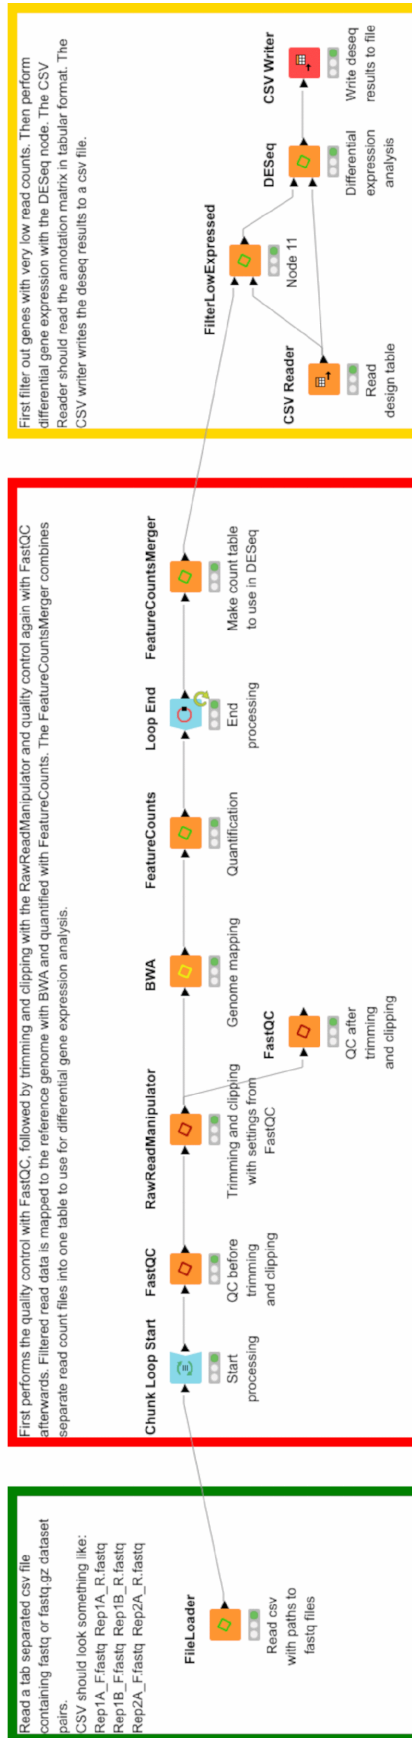 Read a tab separated csv file
containing fastq or fastq.gz dataset
pairs.
CSV should look something like:
Rep1A_F.fastq Rep1A_R.fastq
Rep1B_F.fastq Rep1B_R.fastq
Rep2A_F.fastq Rep2A_R.fastq
FileLoader
Read csv
with paths to
fastq files
First performs the quality control with FastQC, followed by trimming and clipping with the RawReadManipulator and quality control again with FastQC
afterwards. Filtered read data is mapped to the reference genome with BWA and quantified with FeatureCounts. The FeatureCountsMerger combines
separate read count files into one table to use for differential gene expression analysis.
Chunk Loop Start
Start
processing
FastQC
QC before
trimming
and clipping
RawReadManipulator
Trimming and clipping
with settings from
FastQC
FastQC
QC after
trimming
and clipping
BWA
Genome mapping
FeatureCounts
Quantification
Loop End
End
processing
FeatureCountsMerger
Make count table
to use in DESeq
First filter out genes with very low read counts. Then perform
differential gene expression with the DESeq node. The CSV
Reader should read the annotation matrix in tabular format. The
CSV writer writes the deseq results to a csv file.
FilterLowExpressed
Node 11
CSV Reader
Read
design table
DESeq
Differential
expression
analysis
CSV Writer
Write deseq
results to file